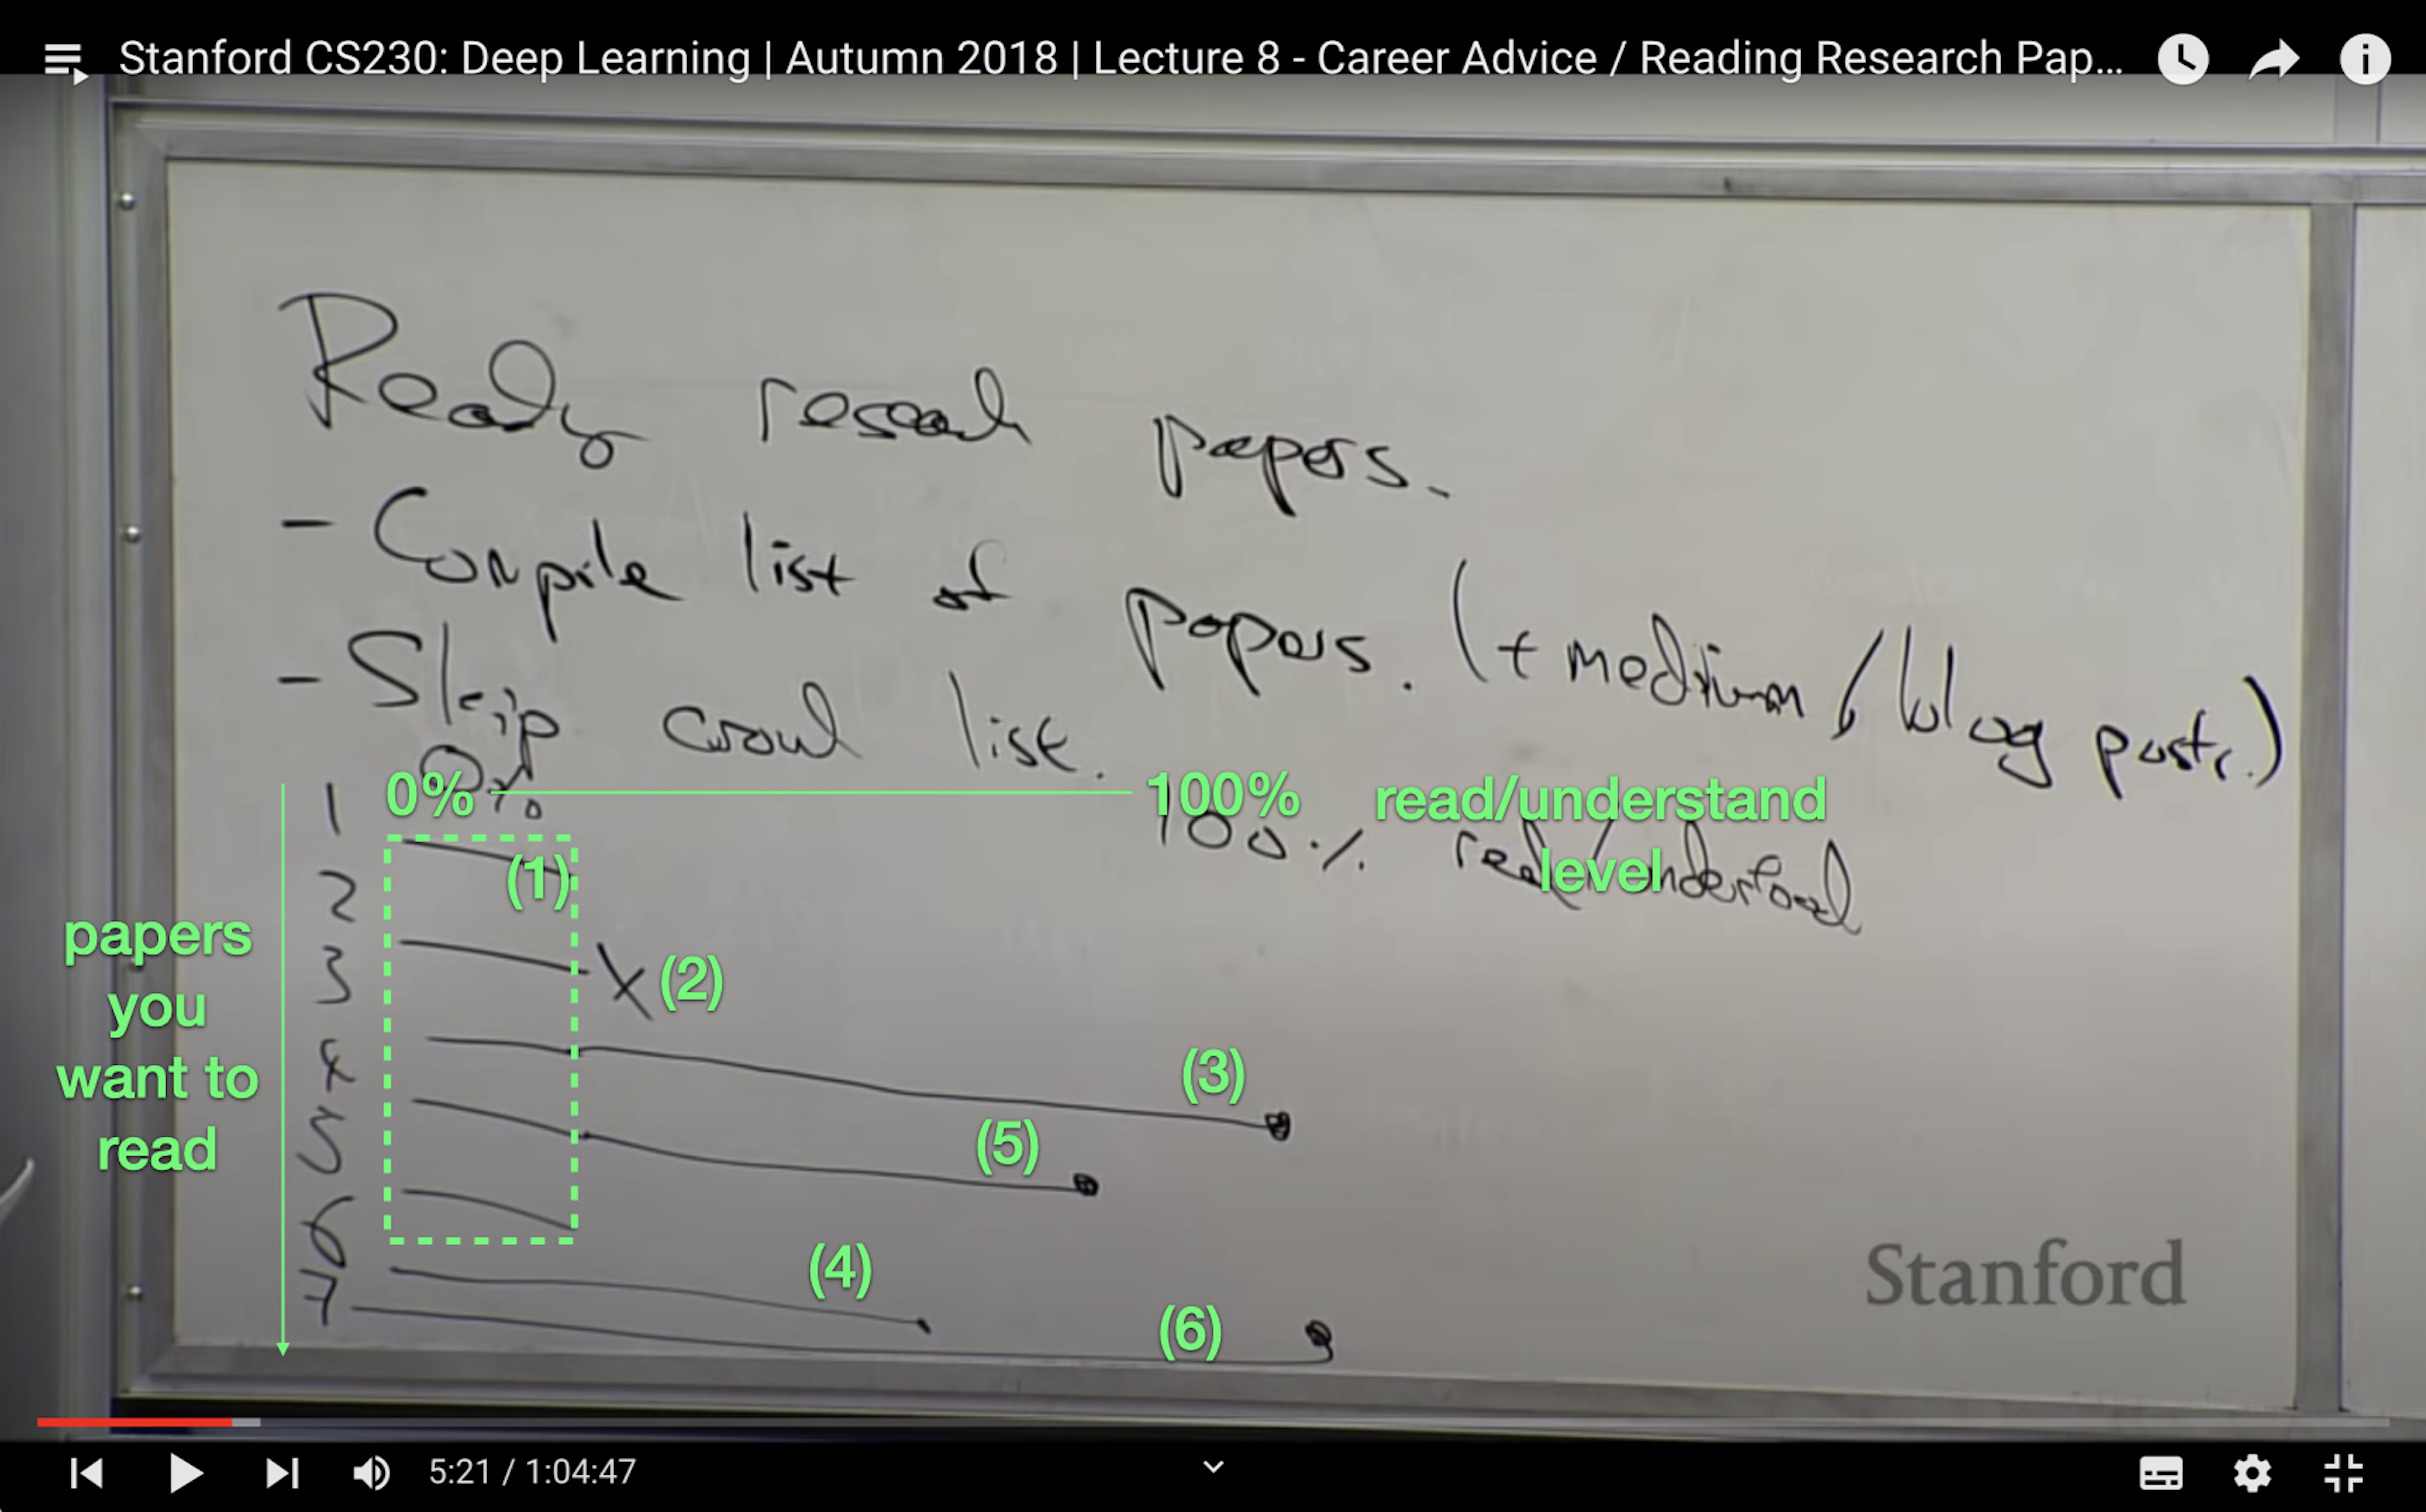 Stanford CS230: Deep Learning | Autumn 2018 | Lecture 8 - Career Advice / Reading Research Pap...
Reading research papers.
- Compile list of papers. (+ medium / blog posts.)
- Skip around list.
0% 100% read/understand level
0% 100% read/understood
papers you want to read
1
2 (1)
3 X (2)
4 (3)
5 (5)
6 (4)
7 (6)
Stanford
5:21 / 1:04:47